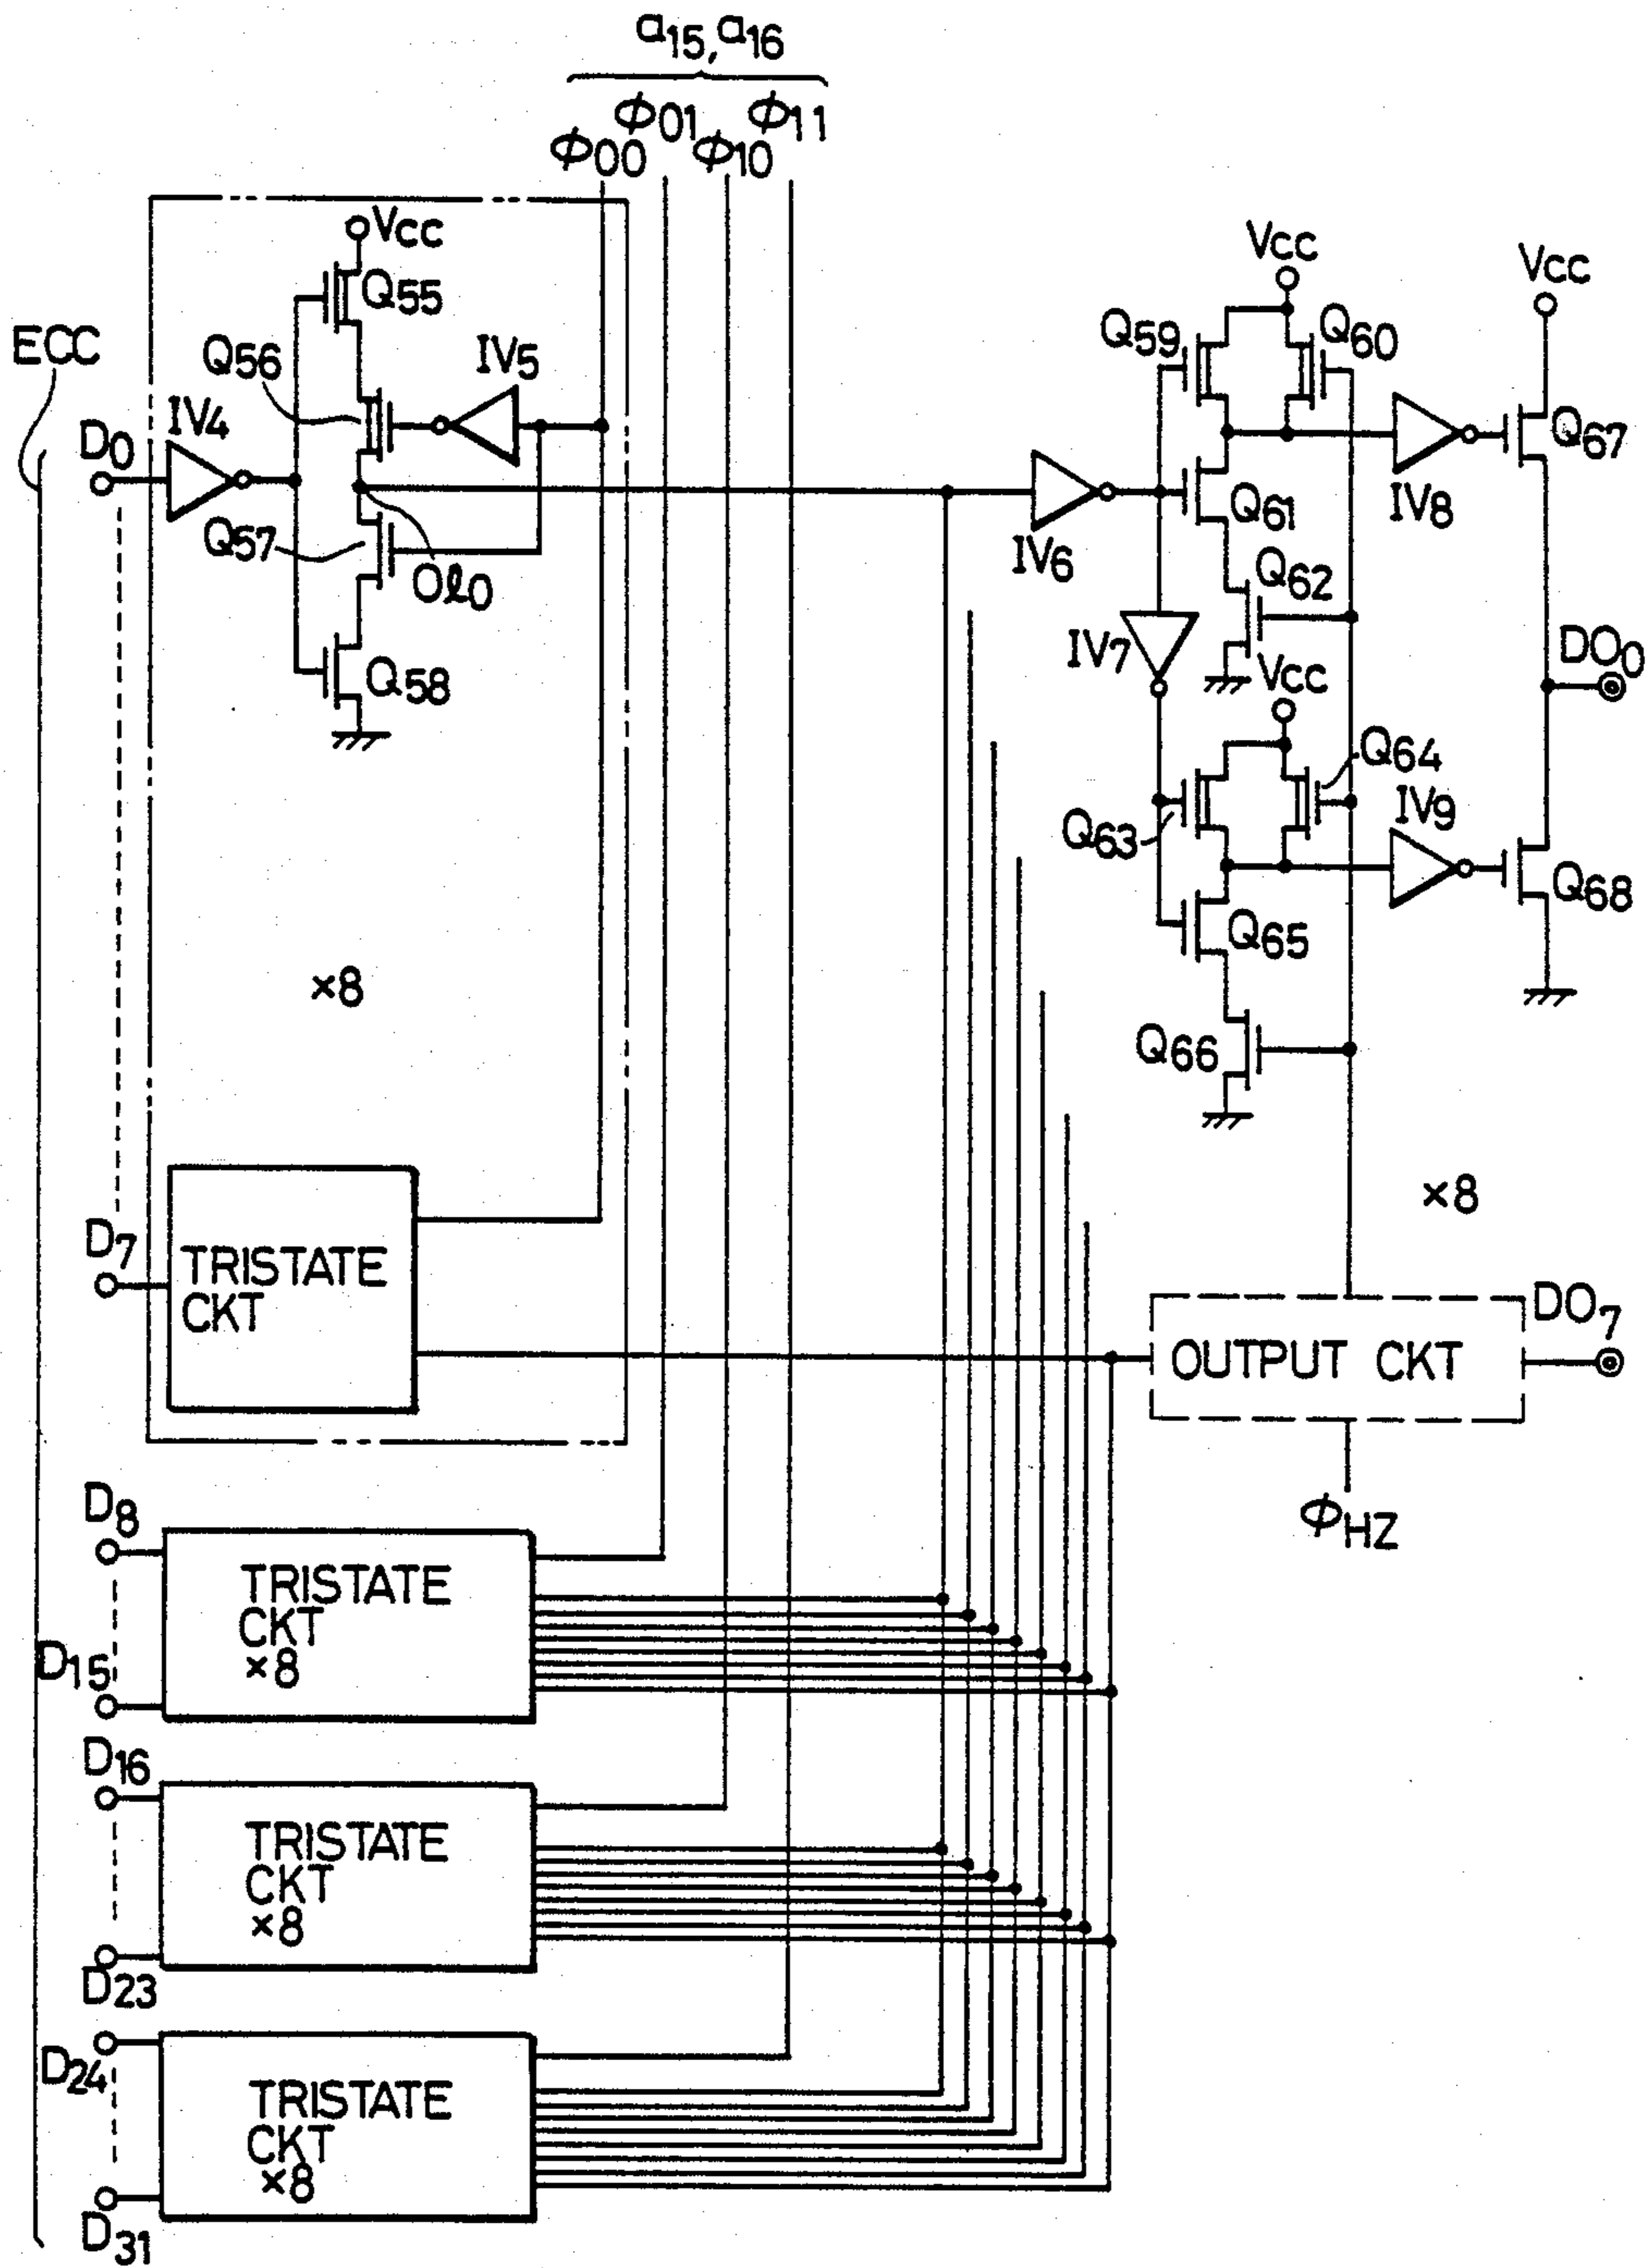 a15, a16
ϕ00 ϕ01 ϕ10 ϕ11
Vcc
Q55
ECC
Q56
IV5
IV4
D0
Q57
Oℓ0
Q58
×8
D7
TRISTATE
CKT
Vcc
Vcc
Q59
Q60
Q67
IV6
Q61
IV8
Q62
IV7
Vcc
DO0
Q64
Q63
IV9
Q65
Q68
Q66
×8
OUTPUT CKT
DO7
ϕHZ
D8
TRISTATE
CKT
×8
D15
D16
TRISTATE
CKT
×8
D23
D24
TRISTATE
CKT
×8
D31